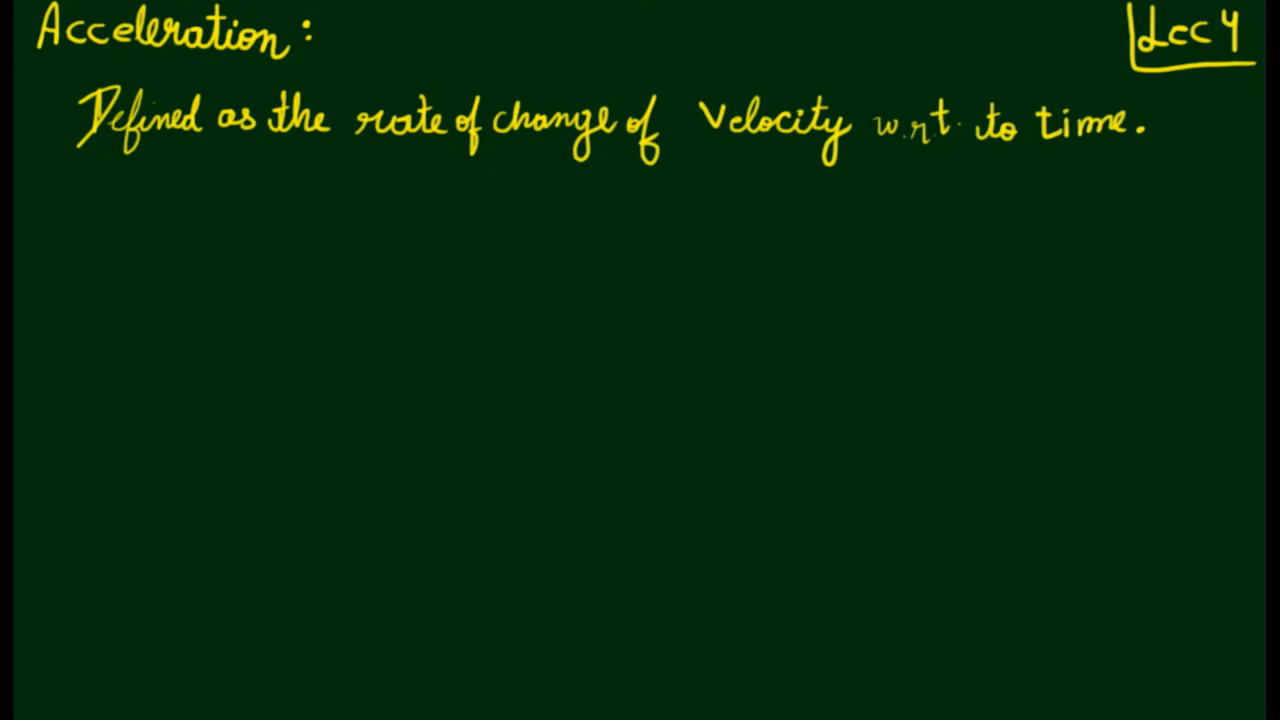 Acceleration :
Lec 4
Defined as the rate of change of Velocity w.r.t. to time.